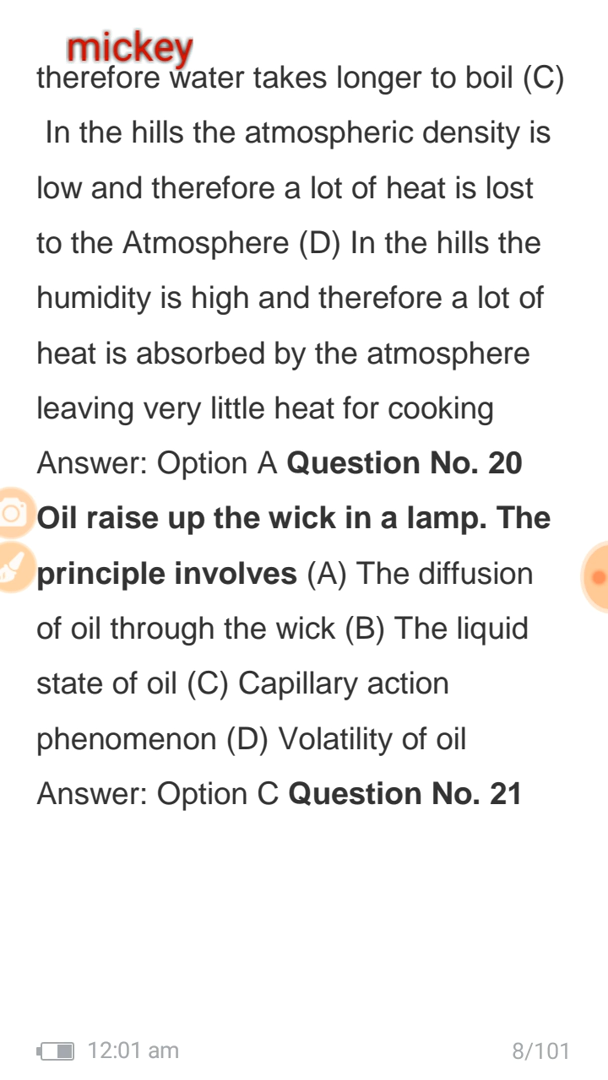 mickey
therefore water takes longer to boil (C)
In the hills the atmospheric density is
low and therefore a lot of heat is lost
to the Atmosphere (D) In the hills the
humidity is high and therefore a lot of
heat is absorbed by the atmosphere
leaving very little heat for cooking
Answer: Option A Question No. 20
Oil raise up the wick in a lamp. The
principle involves (A) The diffusion
of oil through the wick (B) The liquid
state of oil (C) Capillary action
phenomenon (D) Volatility of oil
Answer: Option C Question No. 21
12:01 am
8/101